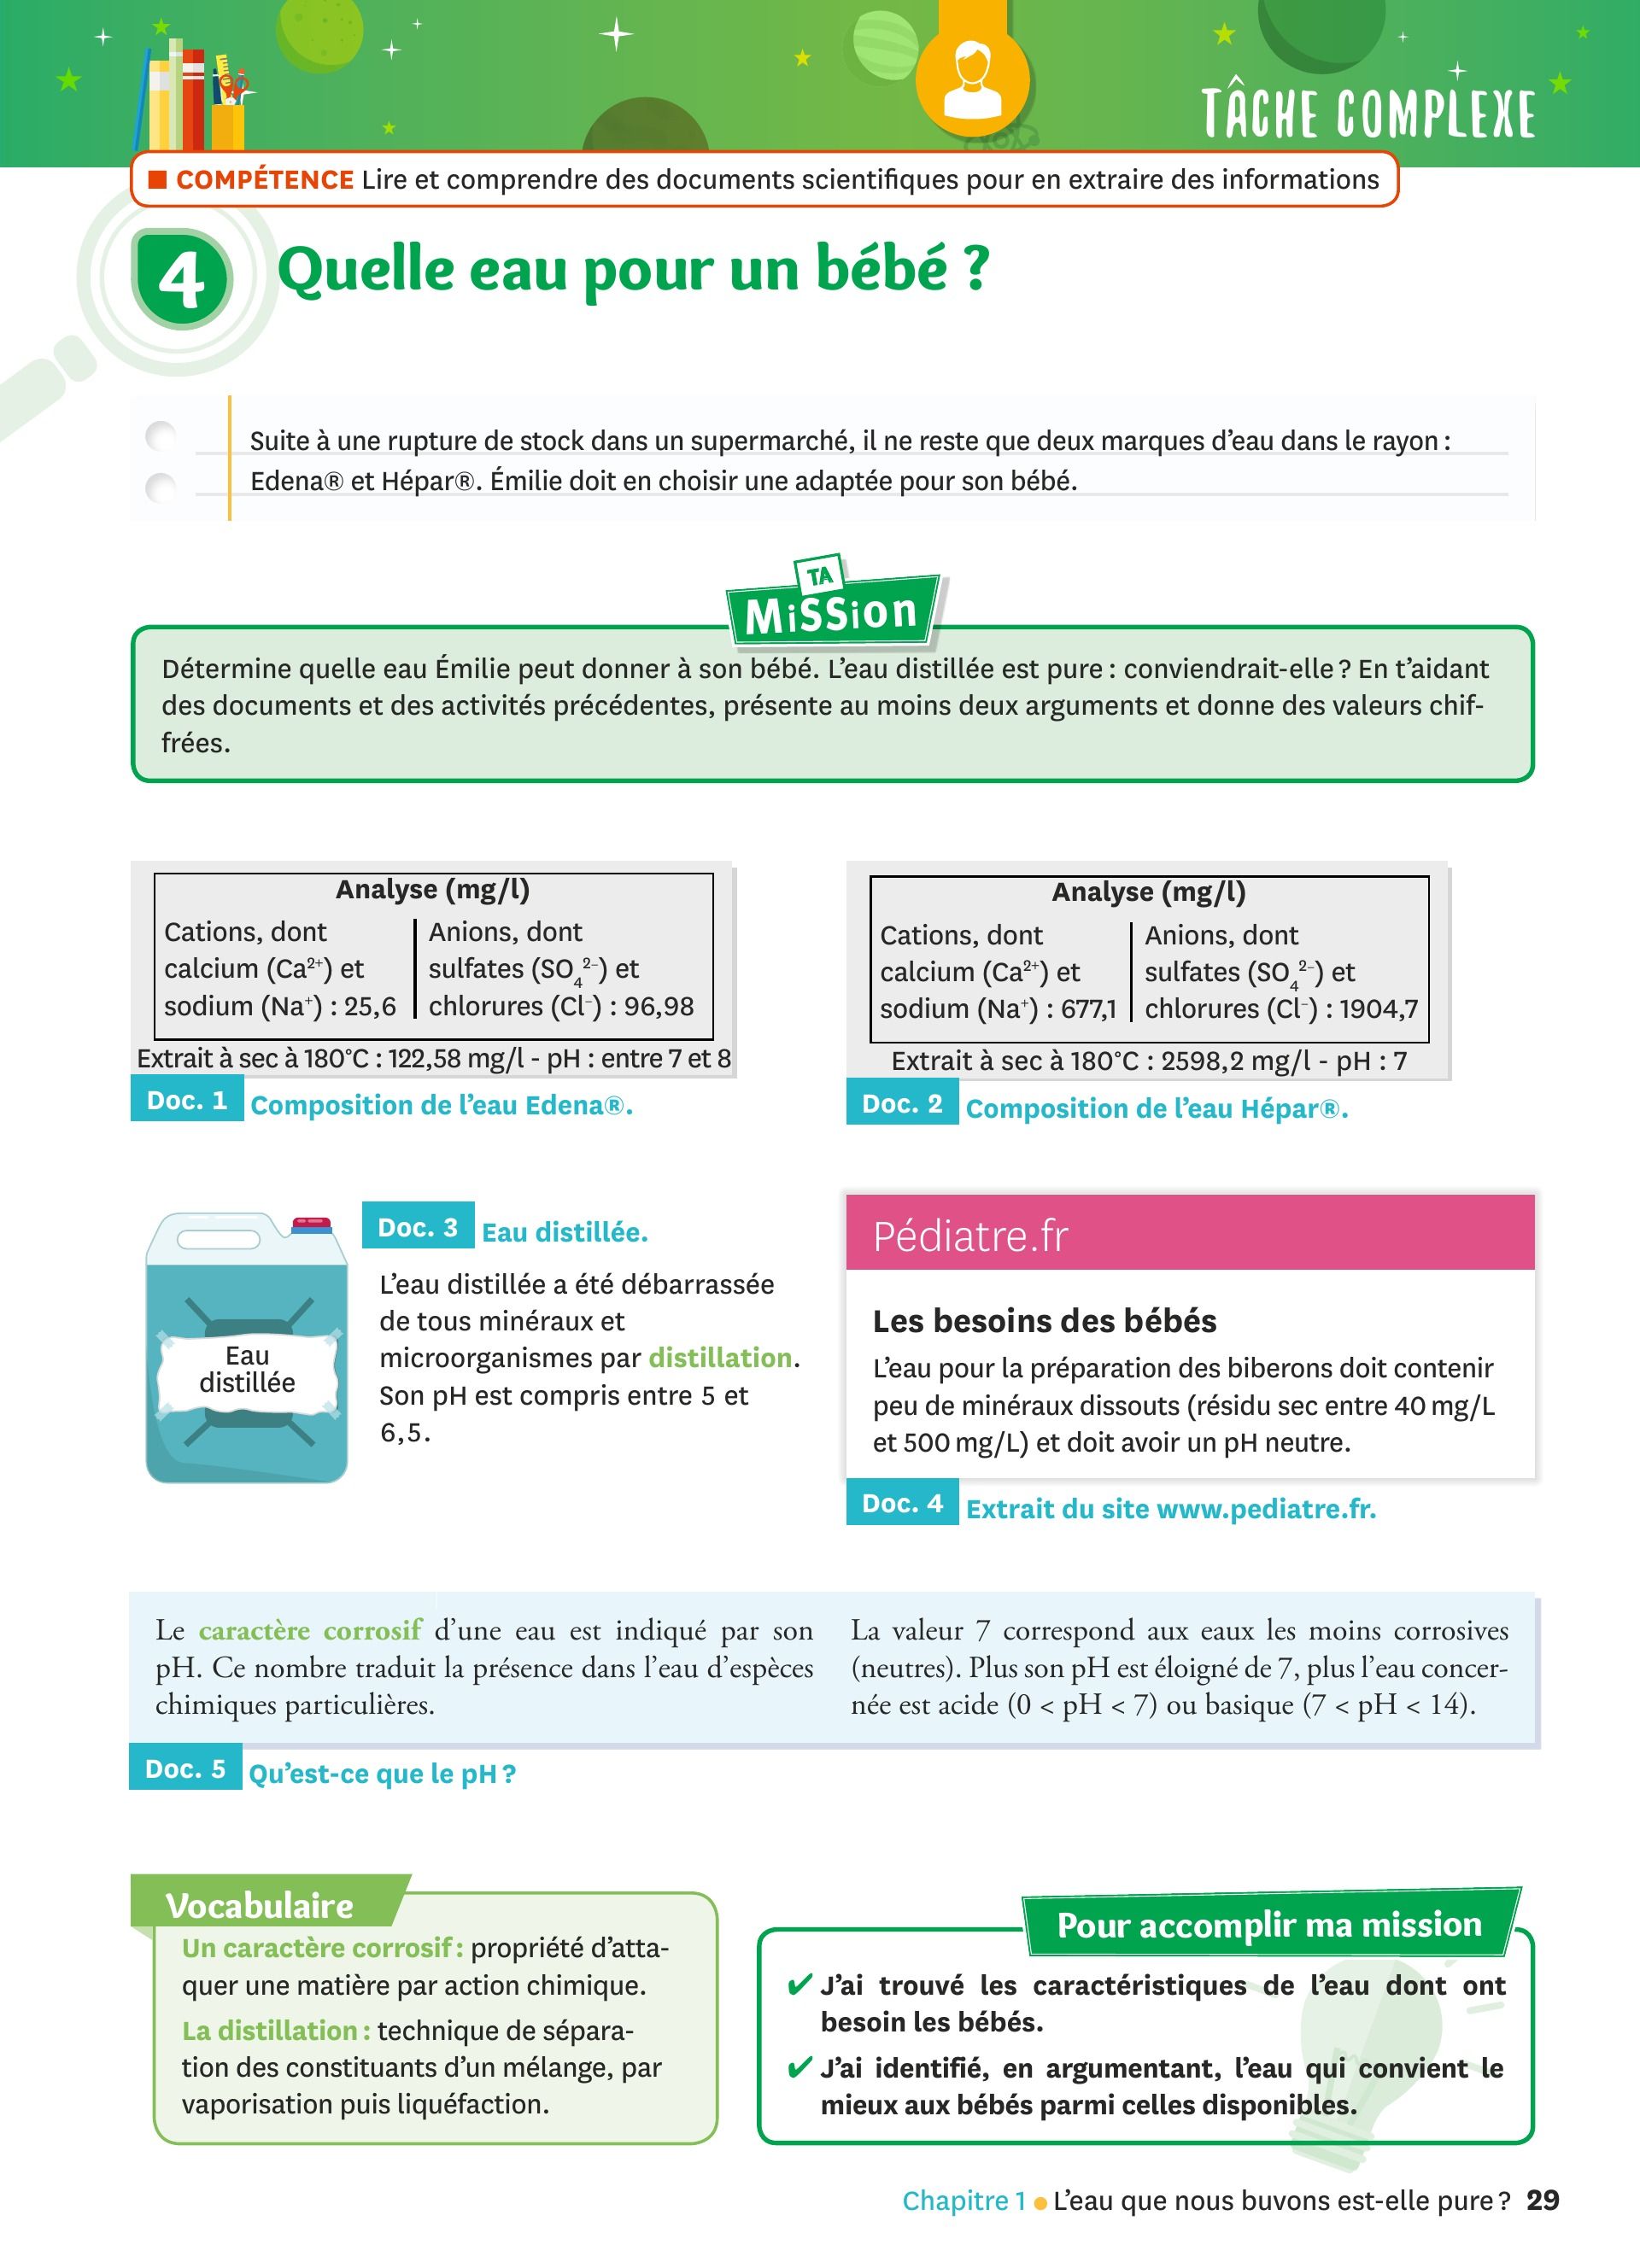 TÂCHE COMPLEXE
COMPÉTENCE Lire et comprendre des documents scientifiques pour en extraire des informations
4 Quelle eau pour un bébé ?
Suite à une rupture de stock dans un supermarché, il ne reste que deux marques d’eau dans le rayon :
Edena® et Hépar®. Émilie doit en choisir une adaptée pour son bébé.
TA
MiSSion
Détermine quelle eau Émilie peut donner à son bébé. L’eau distillée est pure : conviendrait-elle ? En t’aidant
des documents et des activités précédentes, présente au moins deux arguments et donne des valeurs chif-
frées.
Analyse (mg/l)
Cations, dont
calcium (Ca²⁺) et
sodium (Na⁺) : 25,6
Anions, dont
sulfates (SO₄²⁻) et
chlorures (Cl⁻) : 96,98
Extrait à sec à 180°C : 122,58 mg/l - pH : entre 7 et 8
Doc. 1 Composition de l’eau Edena®.
Analyse (mg/l)
Cations, dont
calcium (Ca²⁺) et
sodium (Na⁺) : 677,1
Anions, dont
sulfates (SO₄²⁻) et
chlorures (Cl⁻) : 1904,7
Extrait à sec à 180°C : 2598,2 mg/l - pH : 7
Doc. 2 Composition de l’eau Hépar®.
Eau
distillée
Doc. 3 Eau distillée.
L’eau distillée a été débarrassée
de tous minéraux et
microorganismes par distillation.
Son pH est compris entre 5 et
6,5.
Pédiatre.fr
Les besoins des bébés
L’eau pour la préparation des biberons doit contenir
peu de minéraux dissouts (résidu sec entre 40 mg/L
et 500 mg/L) et doit avoir un pH neutre.
Doc. 4 Extrait du site www.pediatre.fr.
Le caractère corrosif d’une eau est indiqué par son
pH. Ce nombre traduit la présence dans l’eau d’espèces
chimiques particulières.
La valeur 7 correspond aux eaux les moins corrosives
(neutres). Plus son pH est éloigné de 7, plus l’eau concer-
née est acide (0 < pH < 7) ou basique (7 < pH < 14).
Doc. 5 Qu’est-ce que le pH ?
Vocabulaire
Un caractère corrosif : propriété d’atta-
quer une matière par action chimique.
La distillation : technique de sépara-
tion des constituants d’un mélange, par
vaporisation puis liquéfaction.
Pour accomplir ma mission
✔ J’ai trouvé les caractéristiques de l’eau dont ont
besoin les bébés.
✔ J’ai identifié, en argumentant, l’eau qui convient le
mieux aux bébés parmi celles disponibles.
Chapitre 1 • L’eau que nous buvons est-elle pure ? 29